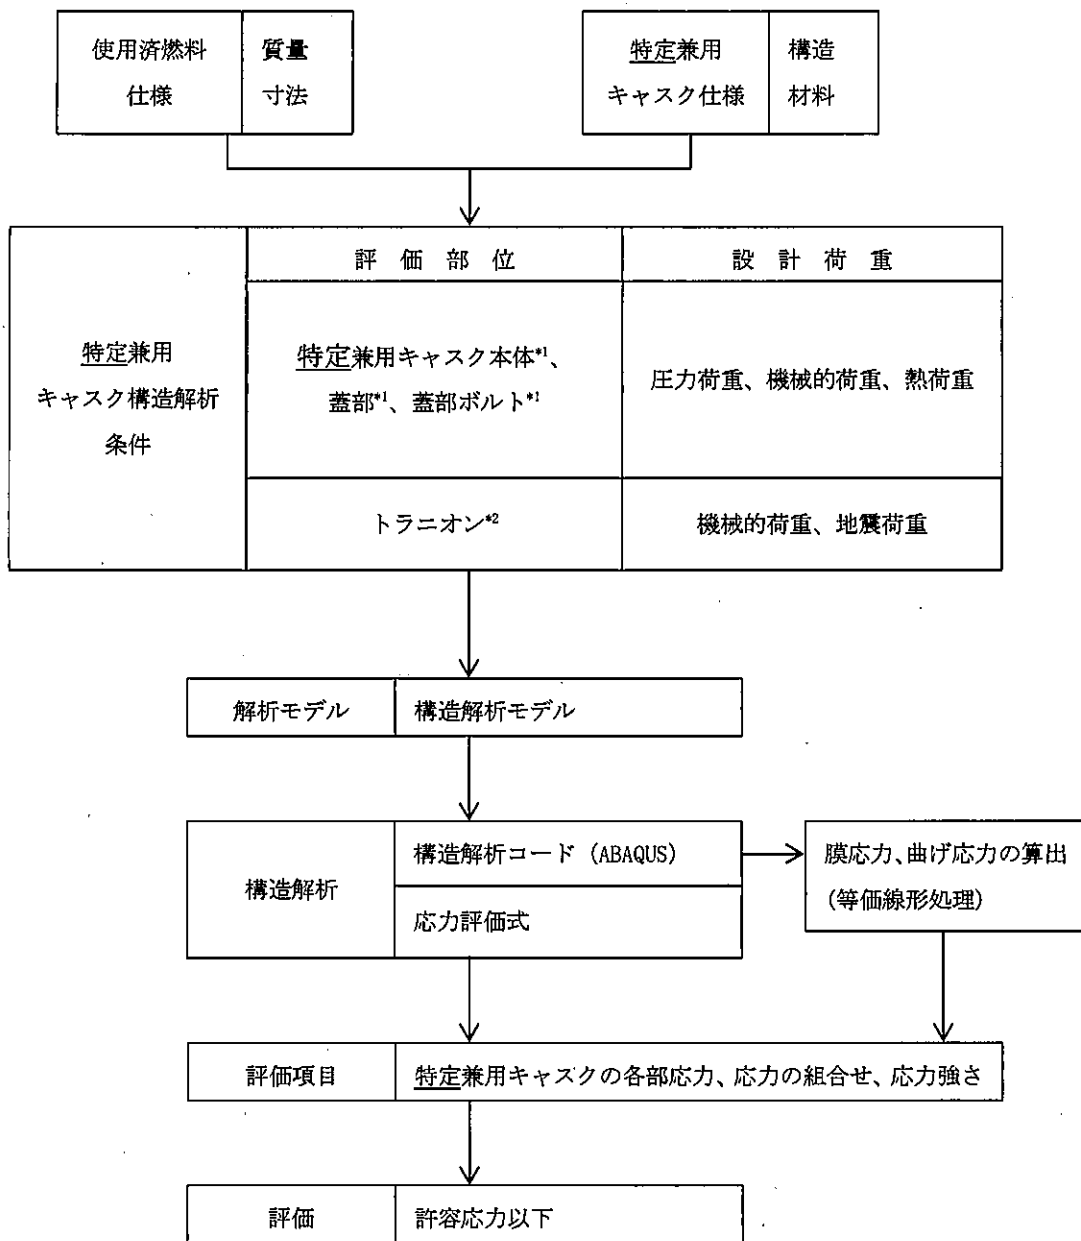 使用済燃料
仕様
質量
寸法
特定兼用
キャスク仕様
構造
材料
特定兼用
キャスク構造解析
条件
評価部位
設計荷重
特定兼用キャスク本体*1、
蓋部*1、蓋部ボルト*1
圧力荷重、機械的荷重、熱荷重
トラニオン*2
機械的荷重、地震荷重
解析モデル
構造解析モデル
構造解析
構造解析コード (ABAQUS)
応力評価式
膜応力、曲げ応力の算出
(等価線形処理)
評価項目
特定兼用キャスクの各部応力、応力の組合せ、応力強さ
評価
許容応力以下